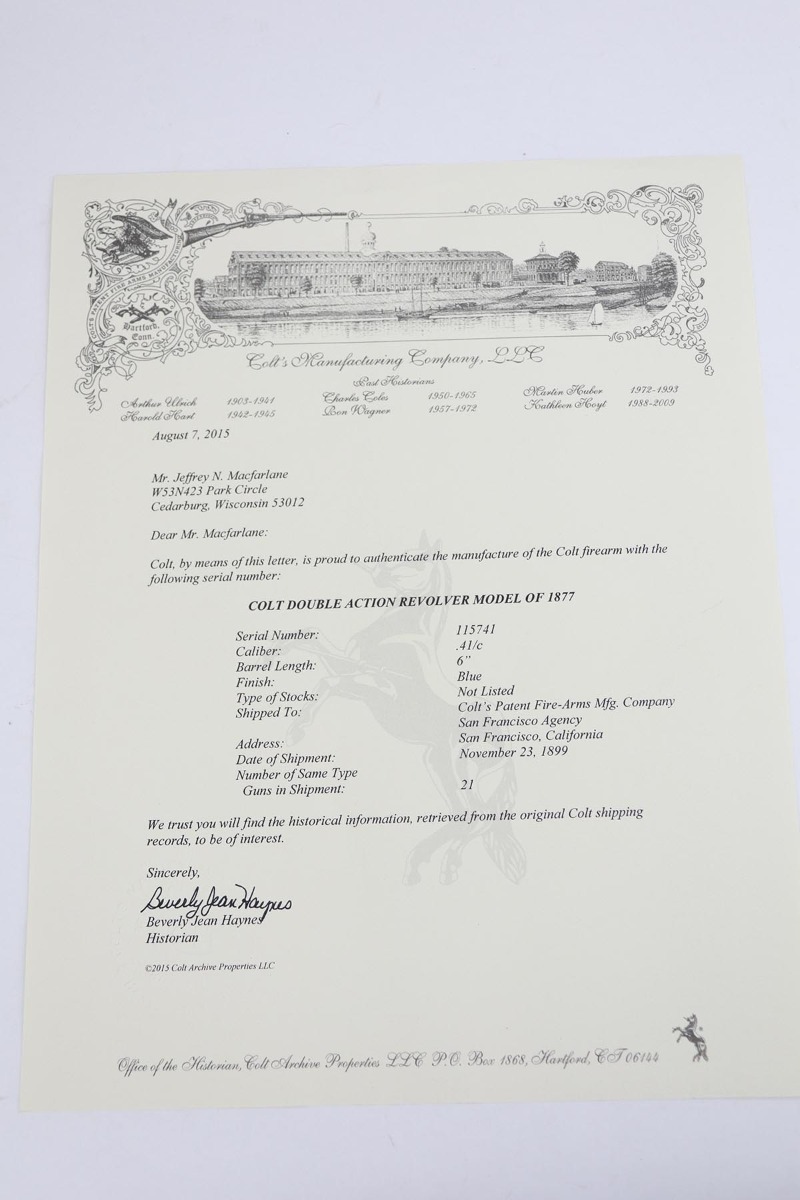 COLT'S PATENT FIRE ARMS MANUFACTURING
Hartford,
Conn.
Colt's Manufacturing Company, LLC
Past Historians
Arthur Ulrich 1903-1941 Charles Coles 1950-1965 Martin Huber 1972-1993
Harold Hart 1942-1945 Ron Wagner 1957-1972 Kathleen Hoyt 1988-2009
August 7, 2015
Mr. Jeffrey N. Macfarlane
W53N423 Park Circle
Cedarburg, Wisconsin 53012
Dear Mr. Macfarlane:
Colt, by means of this letter, is proud to authenticate the manufacture of the Colt firearm with the
following serial number:
COLT DOUBLE ACTION REVOLVER MODEL OF 1877
Serial Number: 115741
Caliber: .41/c
Barrel Length: 6"
Finish: Blue
Type of Stocks: Not Listed
Shipped To: Colt's Patent Fire-Arms Mfg. Company
San Francisco Agency
Address: San Francisco, California
Date of Shipment: November 23, 1899
Number of Same Type
Guns in Shipment: 21
We trust you will find the historical information, retrieved from the original Colt shipping
records, to be of interest.
Sincerely,
Beverly Jean Haynes
Beverly Jean Haynes
Historian
©2015 Colt Archive Properties LLC
Office of the Historian, Colt Archive Properties LLC P.O. Box 1868, Hartford, CT 06144